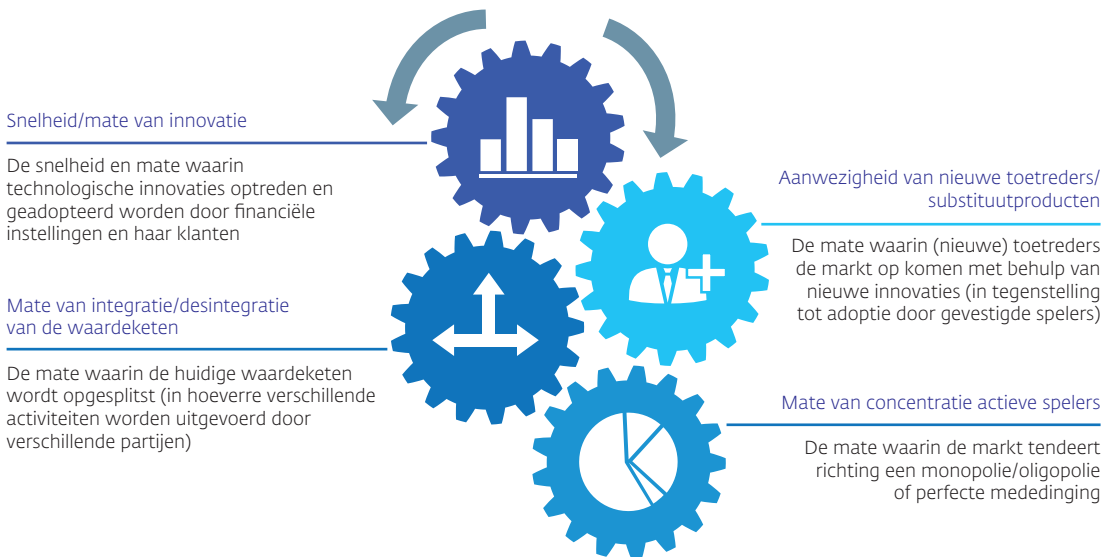 Snelheid/mate van innovatie
De snelheid en mate waarin
technologische innovaties optreden en
geadopteerd worden door financiële
instellingen en haar klanten
Mate van integratie/desintegratie
van de waardeketen
De mate waarin de huidige waardeketen
wordt opgesplitst (in hoeverre verschillende
activiteiten worden uitgevoerd door
verschillende partijen)
Aanwezigheid van nieuwe toetreders/
substituutproducten
De mate waarin (nieuwe) toetreders
de markt op komen met behulp van
nieuwe innovaties (in tegenstelling
tot adoptie door gevestigde spelers)
Mate van concentratie actieve spelers
De mate waarin de markt tendeert
richting een monopolie/oligopolie
of perfecte mededinging